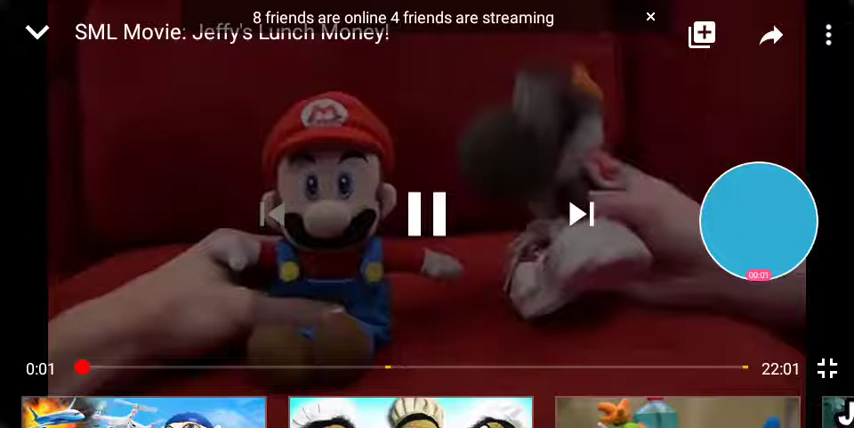 8 friends are online 4 friends are streaming
SML Movie: Jeffy's Lunch Money!
M
00:01
0:01
22:01
J